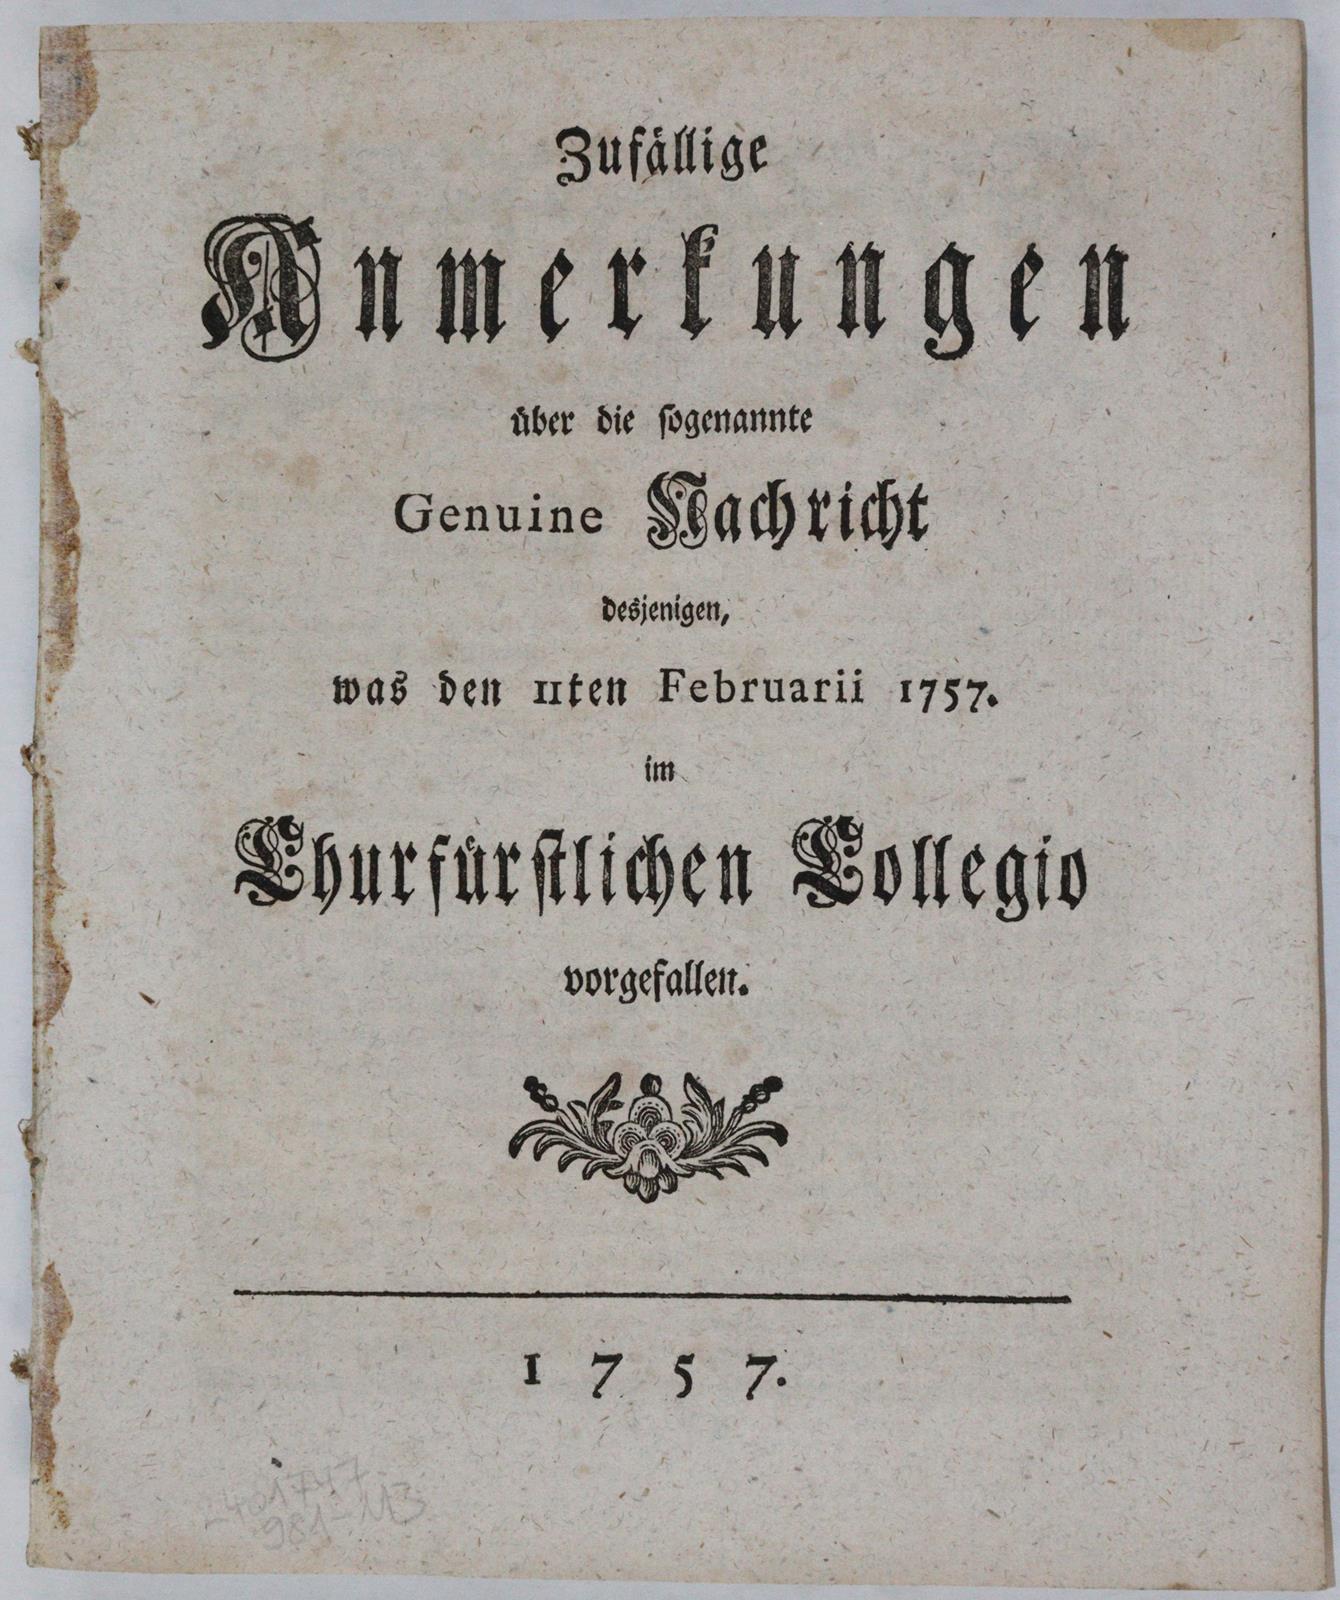 Zufällige
Anmerkungen
über die sogenannte
Genuine Nachricht
desjenigen,
was den 11ten Februarii 1757.
im
Churfürstlichen Collegio
vorgefallen.
1757.